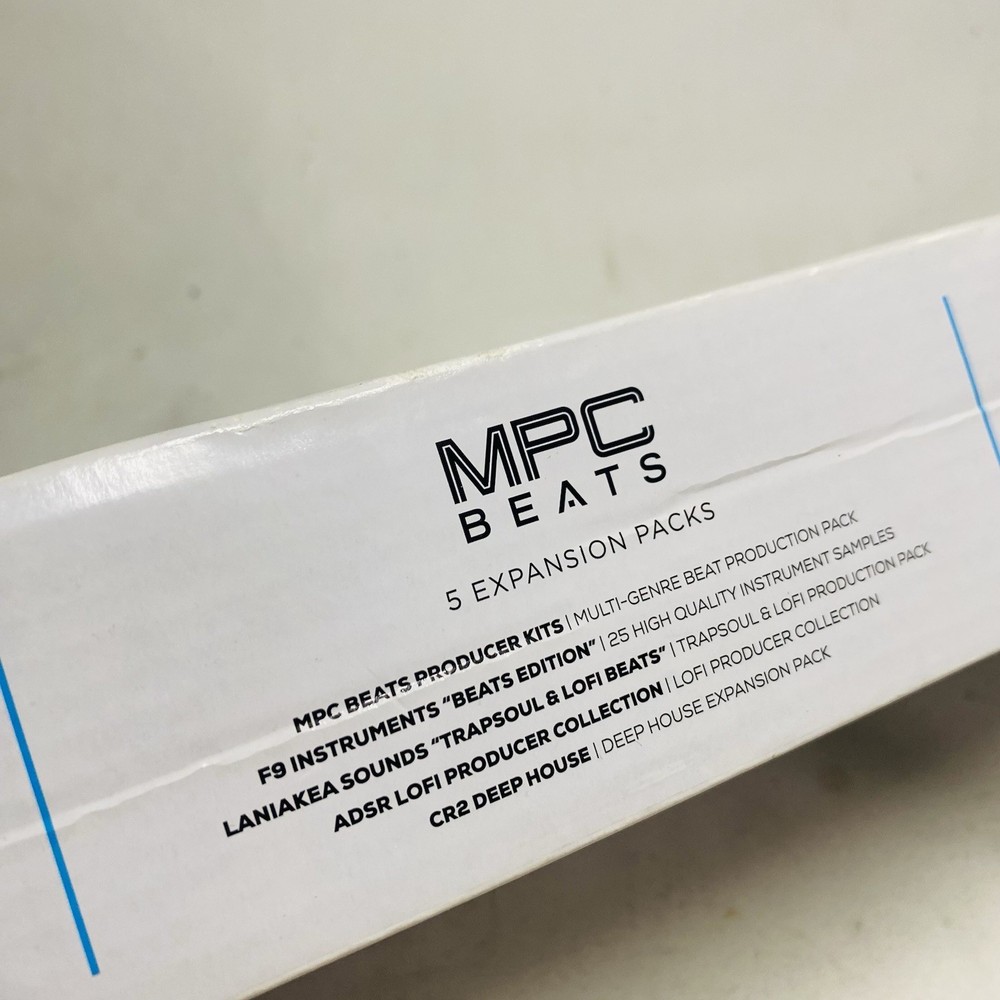 MPC
BEATS
5 EXPANSION PACKS
MPC BEATS PRODUCER KITS | MULTI-GENRE BEAT PRODUCTION PACK
F9 INSTRUMENTS "BEATS EDITION" | 25 HIGH QUALITY INSTRUMENT SAMPLES
LANIAKEA SOUNDS "TRAPSOUL & LOFI BEATS" | TRAPSOUL & LOFI PRODUCTION PACK
ADSR LOFI PRODUCER COLLECTION | LOFI PRODUCER COLLECTION
CR2 DEEP HOUSE | DEEP HOUSE EXPANSION PACK